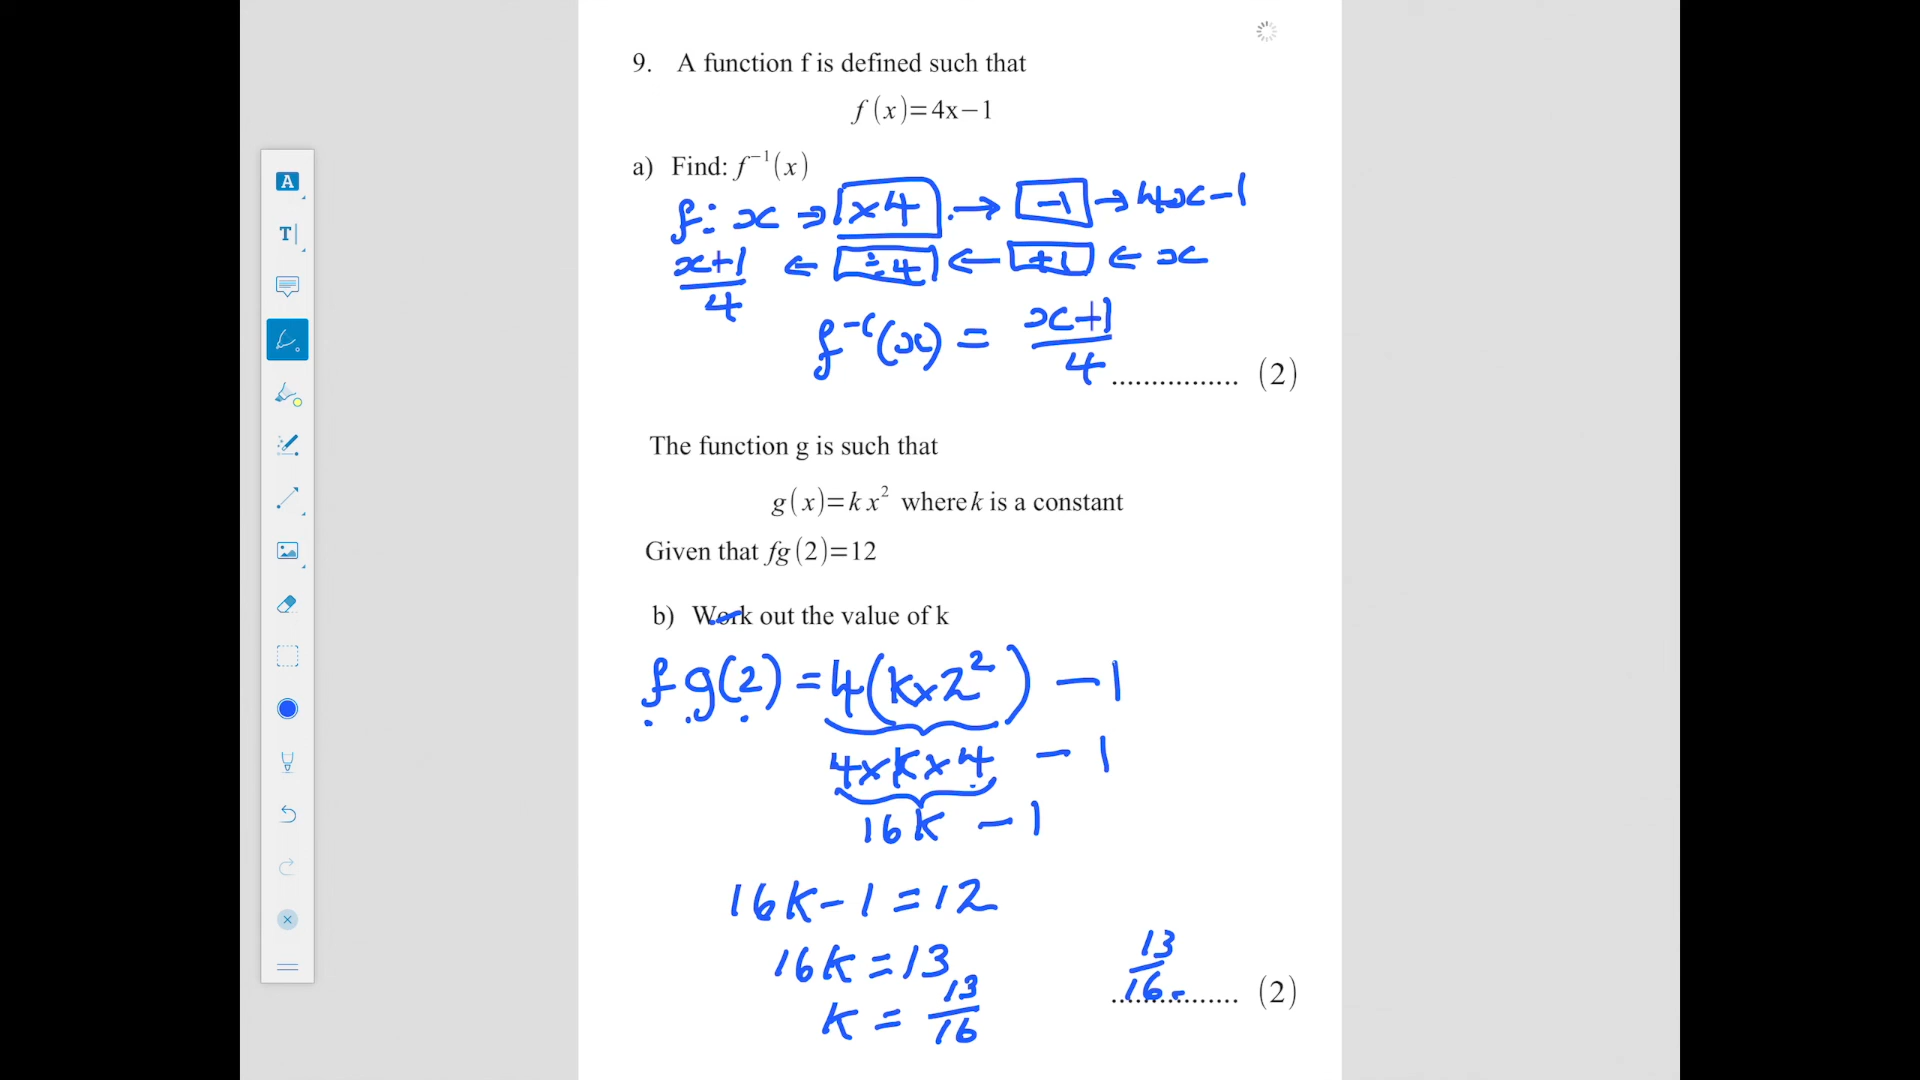 9. A function f is defined such that
f(x)=4x−1
a) Find: f⁻¹(x)
f: x → ×4 → −1 → 4x−1
x+1/4 ← ÷4 ← +1 ← x
f⁻¹(x) = x+1/4
................ (2)
The function g is such that
g(x)=kx² where k is a constant
Given that fg(2)=12
b) Work out the value of k
fg(2) = 4(k×2²) − 1
4×k×4 − 1
16k − 1
16k − 1 = 12
16k = 13
k = 13/16
13/16 ................ (2)
A
T